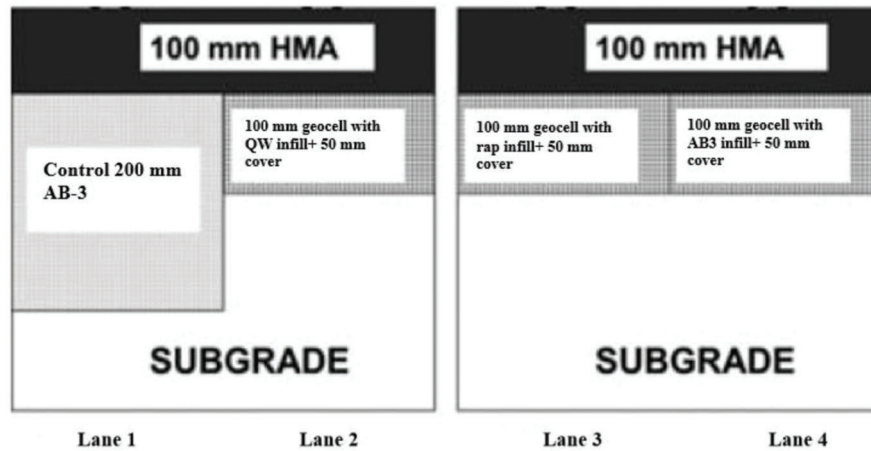 100 mm HMA
100 mm HMA
Control 200 mm
AB-3
100 mm geocell with
QW infill+ 50 mm
cover
100 mm geocell with
rap infill+ 50 mm
cover
100 mm geocell with
AB3 infill+ 50 mm
cover
SUBGRADE
SUBGRADE
Lane 1
Lane 2
Lane 3
Lane 4